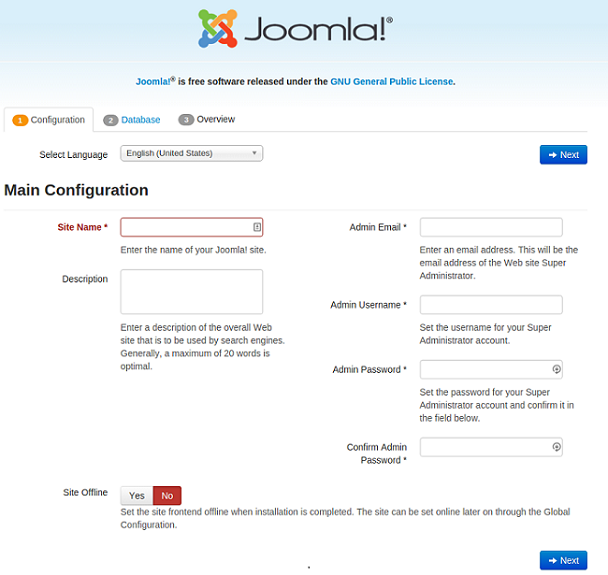 Joomla!®
Joomla!® is free software released under the GNU General Public License.
1 Configuration
2 Database
3 Overview
Select Language
English (United States)
Next
Main Configuration
Site Name *
Enter the name of your Joomla! site.
Description
Enter a description of the overall Web
site that is to be used by search engines.
Generally, a maximum of 20 words is
optimal.
Admin Email *
Enter an email address. This will be the
email address of the Web site Super
Administrator.
Admin Username *
Set the username for your Super
Administrator account.
Admin Password *
Set the password for your Super
Administrator account and confirm it in
the field below.
Confirm Admin
Password *
Site Offline
Yes No
Set the site frontend offline when installation is completed. The site can be set online later on through the Global
Configuration.
Next